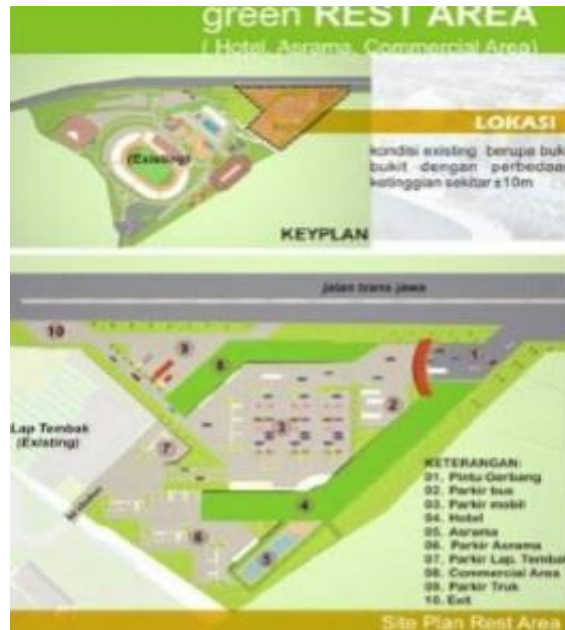 green REST AREA
( Hotel, Asrama, Commercial Area)
LOKASI
kondisi existing berupa buk
bukit dengan perbedaan
ketinggian sekitar ±10m
(Existing)
KEYPLAN
jalan trans jawa
10
9
8
1
2
3
7
4
6
5
Lap Tembak
(Existing)
KETERANGAN:
01. Pintu Gerbang
02. Parkir bus
03. Parkir mobil
04. Hotel
05. Asrama
06. Parkir Asrama
07. Parkir Lap. Tembak
08. Commercial Area
09. Parkir Truk
10. Exit
Site Plan Rest Area